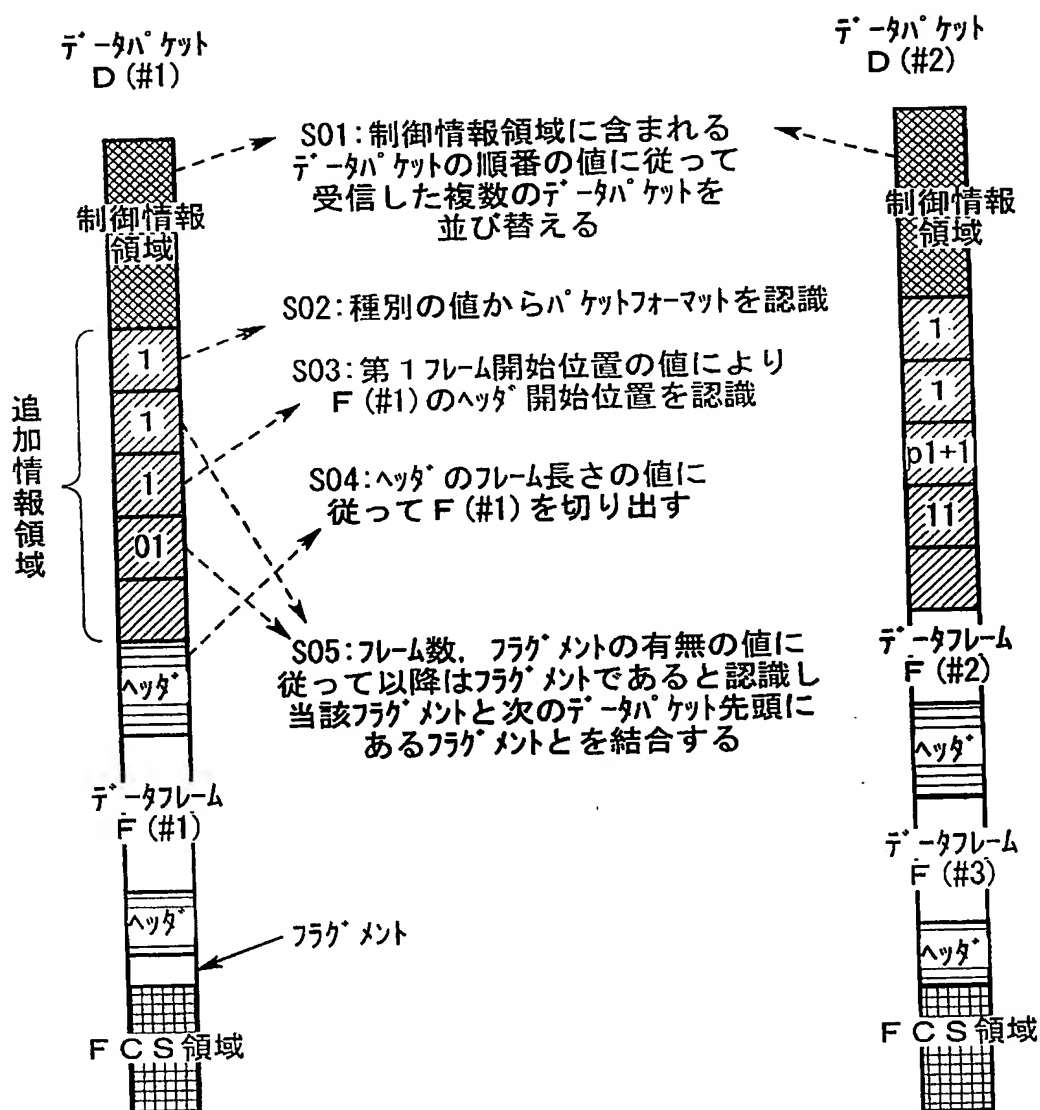 データパケット
D (#1)
データパケット
D (#2)
S01:制御情報領域に含まれる
データパケットの順番の値に従って
受信した複数のデータパケットを
並び替える
制御情報
領域
制御情報
領域
S02:種別の値からパケットフォーマットを認識
S03:第1フレーム開始位置の値により
F (#1)のヘッダ開始位置を認識
S04:ヘッダのフレーム長さの値に
従ってF (#1)を切り出す
追加情報領域
1
1
1
01
1
1
p1+1
11
S05:フレーム数, フラグメントの有無の値に
従って以降はフラグメントであると認識し
当該フラグメントと次のデータパケット先頭に
あるフラグメントとを結合する
ヘッダ
データフレーム
F (#1)
ヘッダ
フラグメント
FCS領域
データフレーム
F (#2)
ヘッダ
データフレーム
F (#3)
ヘッダ
FCS領域